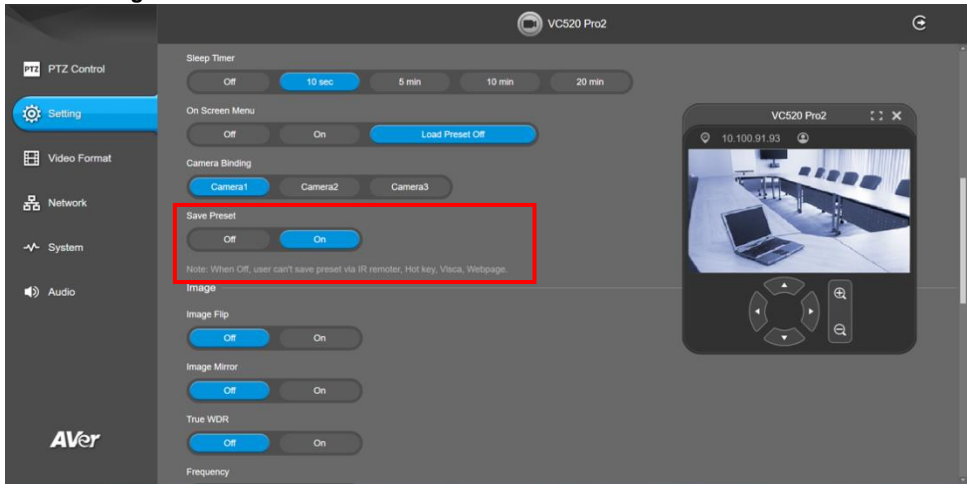 VC520 Pro2
PTZ PTZ Control
Setting
Video Format
Network
System
Audio
AVer
Sleep Timer
Off 10 sec 5 min 10 min 20 min
On Screen Menu
Off On Load Preset Off
Camera Binding
Camera1 Camera2 Camera3
Save Preset
Off On
Note: When Off, user can't save preset via IR remoter, Hot key, Visca, Webpage.
Image
Image Flip
Off On
Image Mirror
Off On
True WDR
Off On
Frequency
VC520 Pro2
10.100.91.93